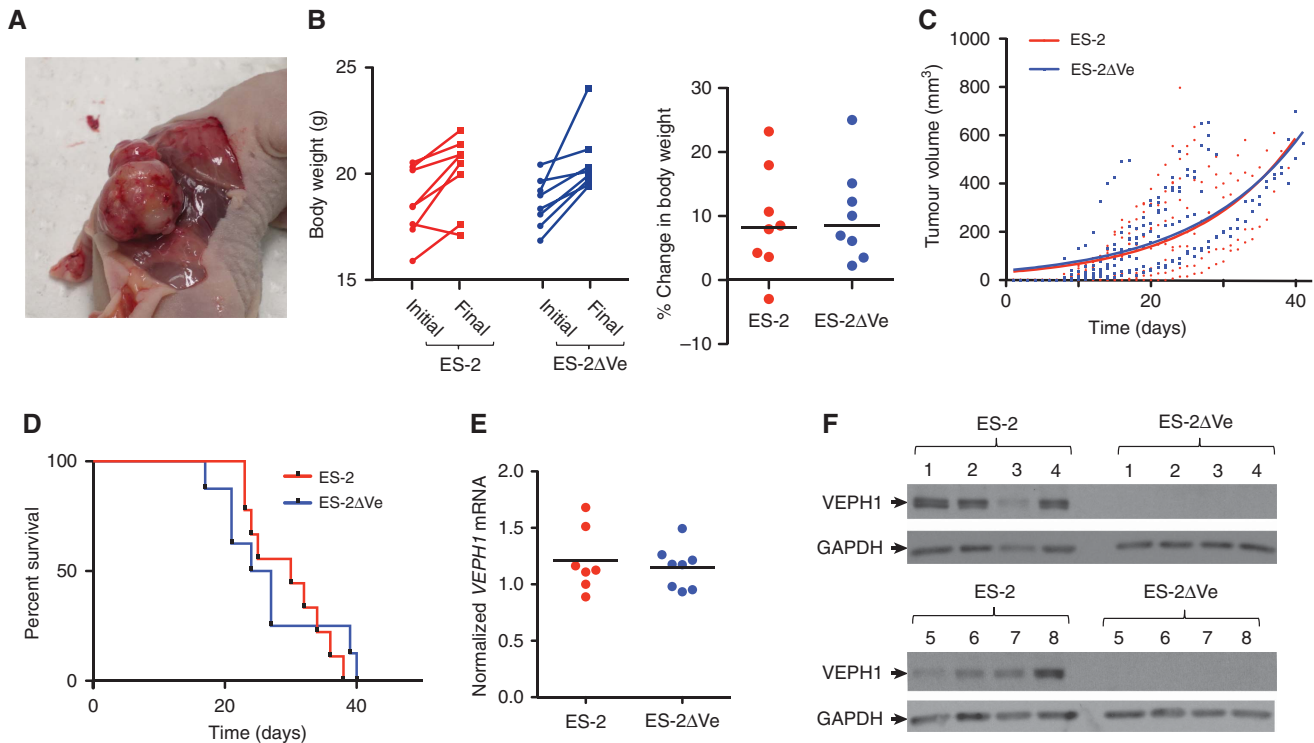 A
B
Body weight (g)
25
20
15
Initial
Final
Initial
Final
ES-2
ES-2ΔVe
% Change in body weight
30
20
10
0
−10
ES-2
ES-2ΔVe
C
Tumour volume (mm³)
1000
800
600
400
200
0
0
20
40
Time (days)
ES-2
ES-2ΔVe
D
Percent survival
100
50
0
0
20
40
Time (days)
ES-2
ES-2ΔVe
E
Normalized VEPH1 mRNA
2.0
1.5
1.0
0.5
0.0
ES-2
ES-2ΔVe
F
ES-2 ES-2ΔVe
1 2 3 4 1 2 3 4
VEPH1
GAPDH
ES-2 ES-2ΔVe
5 6 7 8 5 6 7 8
VEPH1
GAPDH